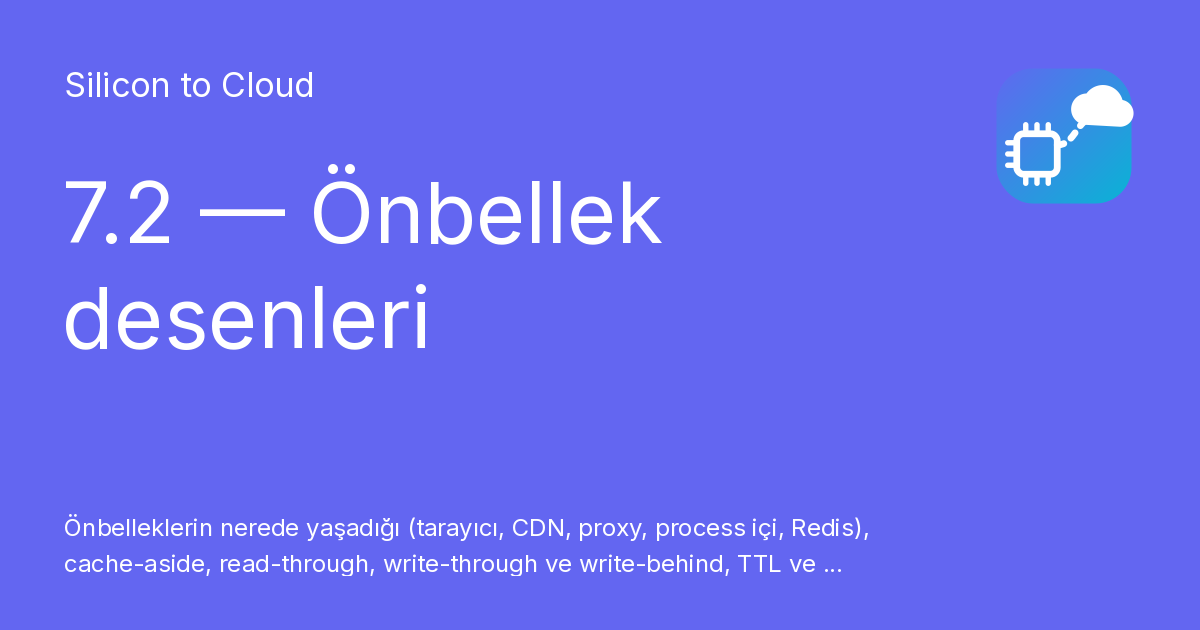 Silicon to Cloud
7.2 — Önbellek
desenleri
Önbelleklerin nerede yaşadığı (tarayıcı, CDN, proxy, process içi, Redis),
cache-aside, read-through, write-through ve write-behind, TTL ve ...